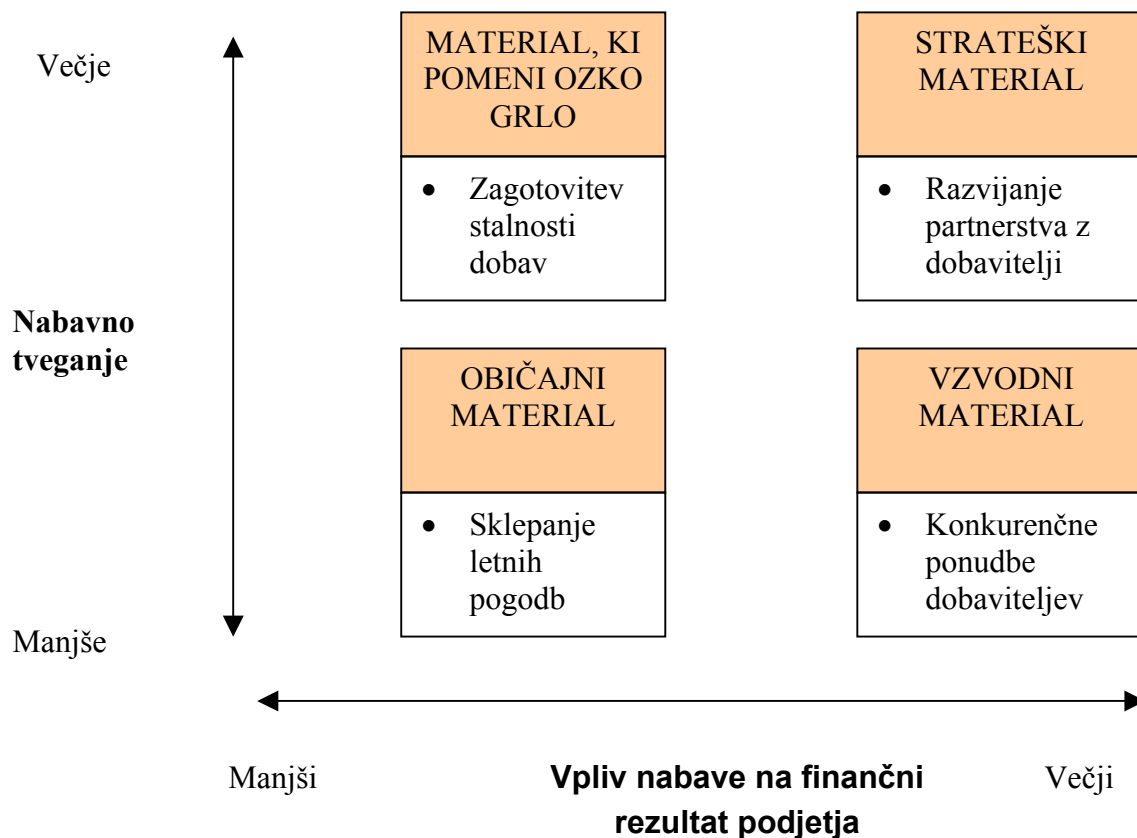 Večje
MATERIAL, KI
POMENI OZKO
GRLO
• Zagotovitev
stalnosti
dobav
STRATEŠKI
MATERIAL
• Razvijanje
partnerstva z
dobavitelji
Nabavno
tveganje
OBIČAJNI
MATERIAL
• Sklepanje
letnih
pogodb
VZVODNI
MATERIAL
• Konkurenčne
ponudbe
dobaviteljev
Manjše
Manjši
Vpliv nabave na finančni
rezultat podjetja
Večji